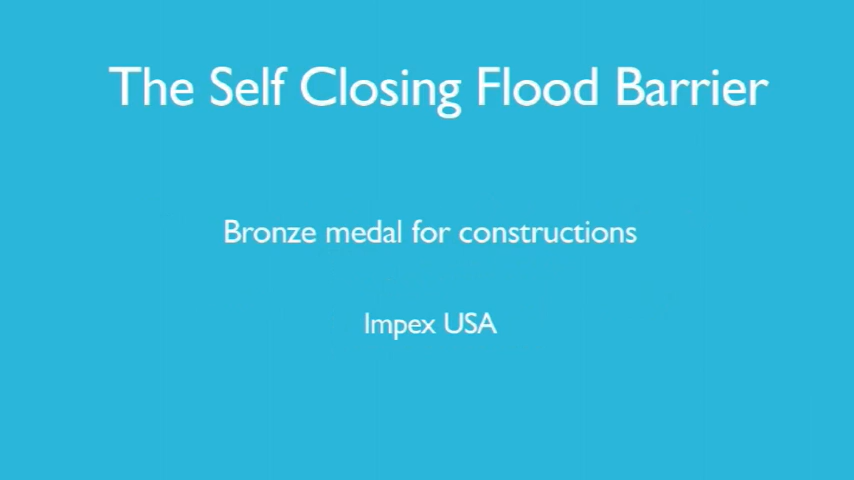 The Self Closing Flood Barrier
Bronze medal for constructions
Impex USA